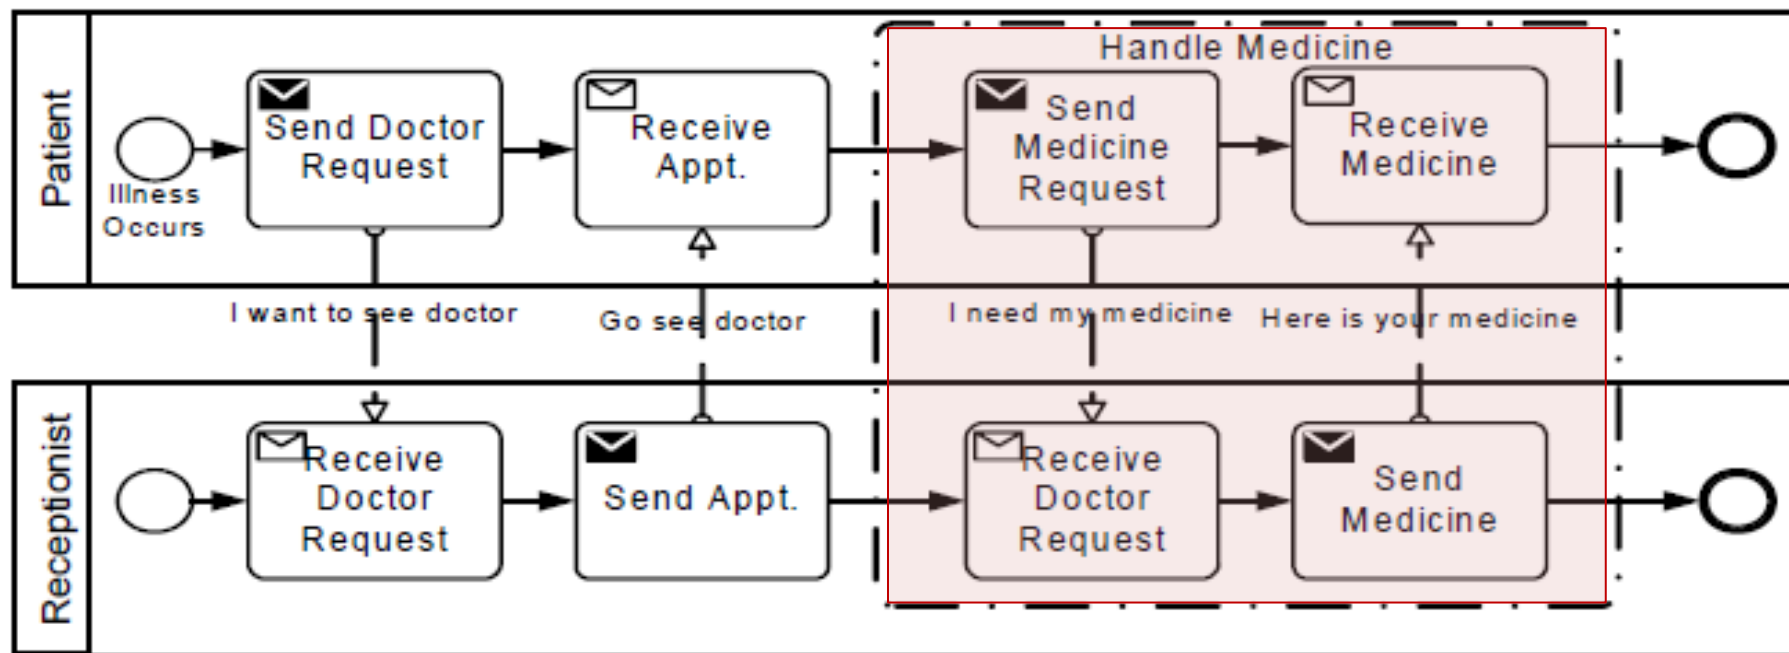 Handle Medicine
Patient
Illness
Occurs
Send Doctor
Request
Receive
Appt.
Send
Medicine
Request
Receive
Medicine
I want to see doctor
Go see doctor
I need my medicine
Here is your medicine
Receptionist
Receive
Doctor
Request
Send Appt.
Receive
Doctor
Request
Send
Medicine